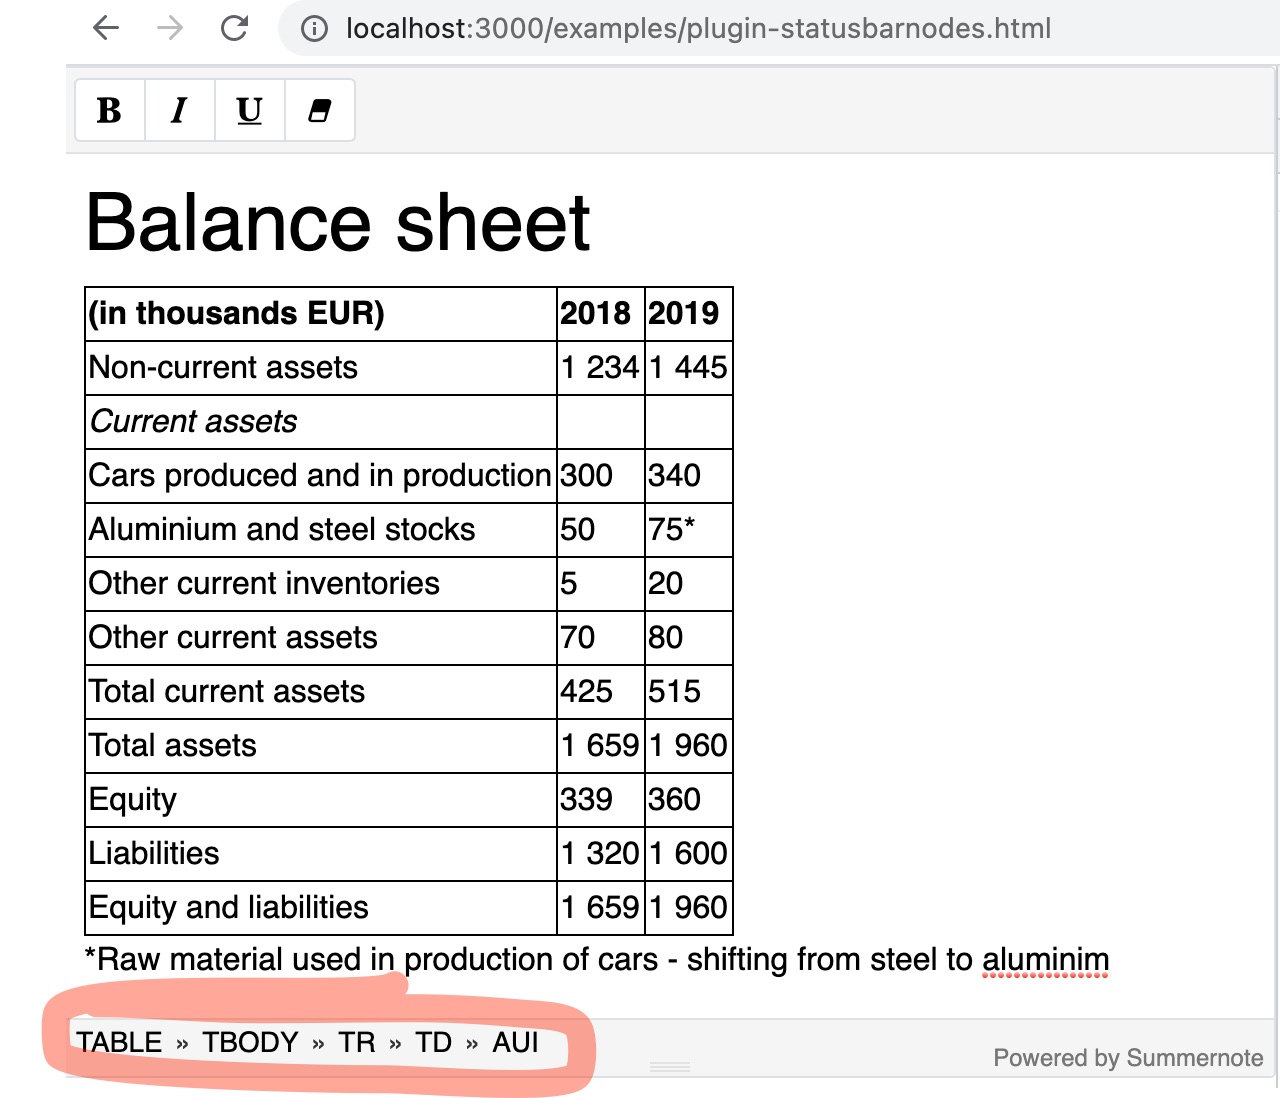 localhost:3000/examples/plugin-statusbarnodes.html
B I U
Balance sheet
(in thousands EUR) 2018 2019
Non-current assets 1 234 1 445
Current assets
Cars produced and in production 300 340
Aluminium and steel stocks 50 75*
Other current inventories 5 20
Other current assets 70 80
Total current assets 425 515
Total assets 1 659 1 960
Equity 339 360
Liabilities 1 320 1 600
Equity and liabilities 1 659 1 960
*Raw material used in production of cars - shifting from steel to aluminim
TABLE » TBODY » TR » TD » AUI
Powered by Summernote